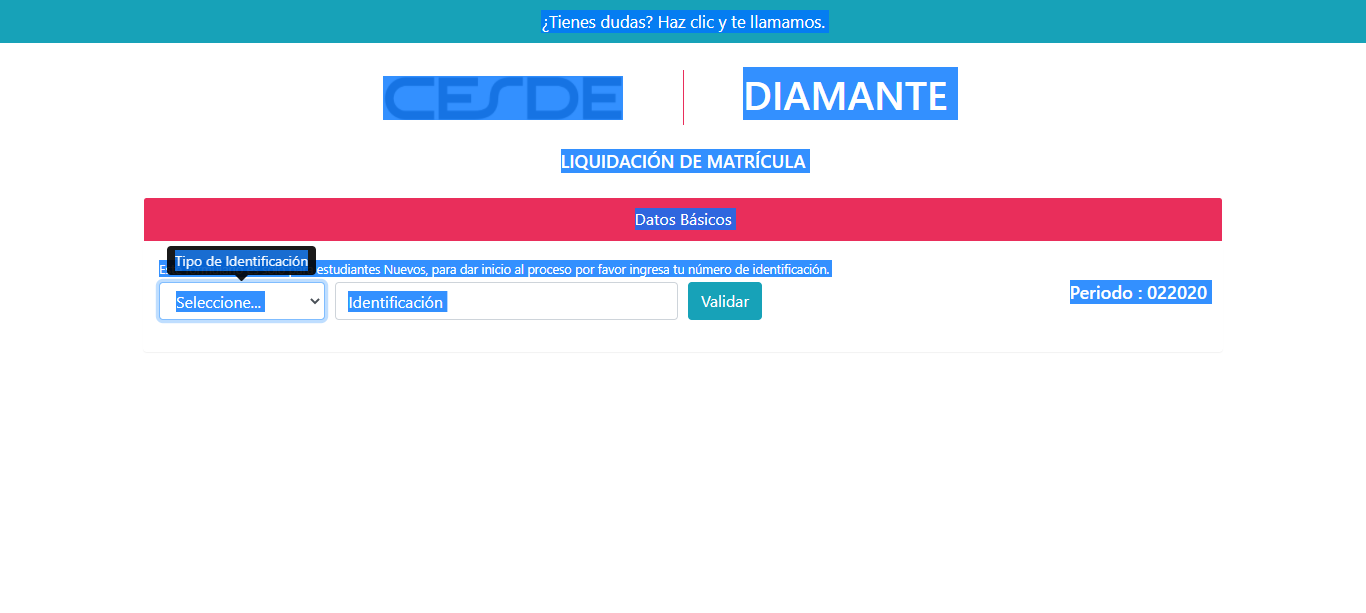 ¿Tienes dudas? Haz clic y te llamamos.
CESDE
DIAMANTE
LIQUIDACIÓN DE MATRÍCULA
Datos Básicos
Tipo de Identificación
estudiantes Nuevos, para dar inicio al proceso por favor ingresa tu número de identificación.
Seleccione...
Identificación
Validar
Periodo : 022020